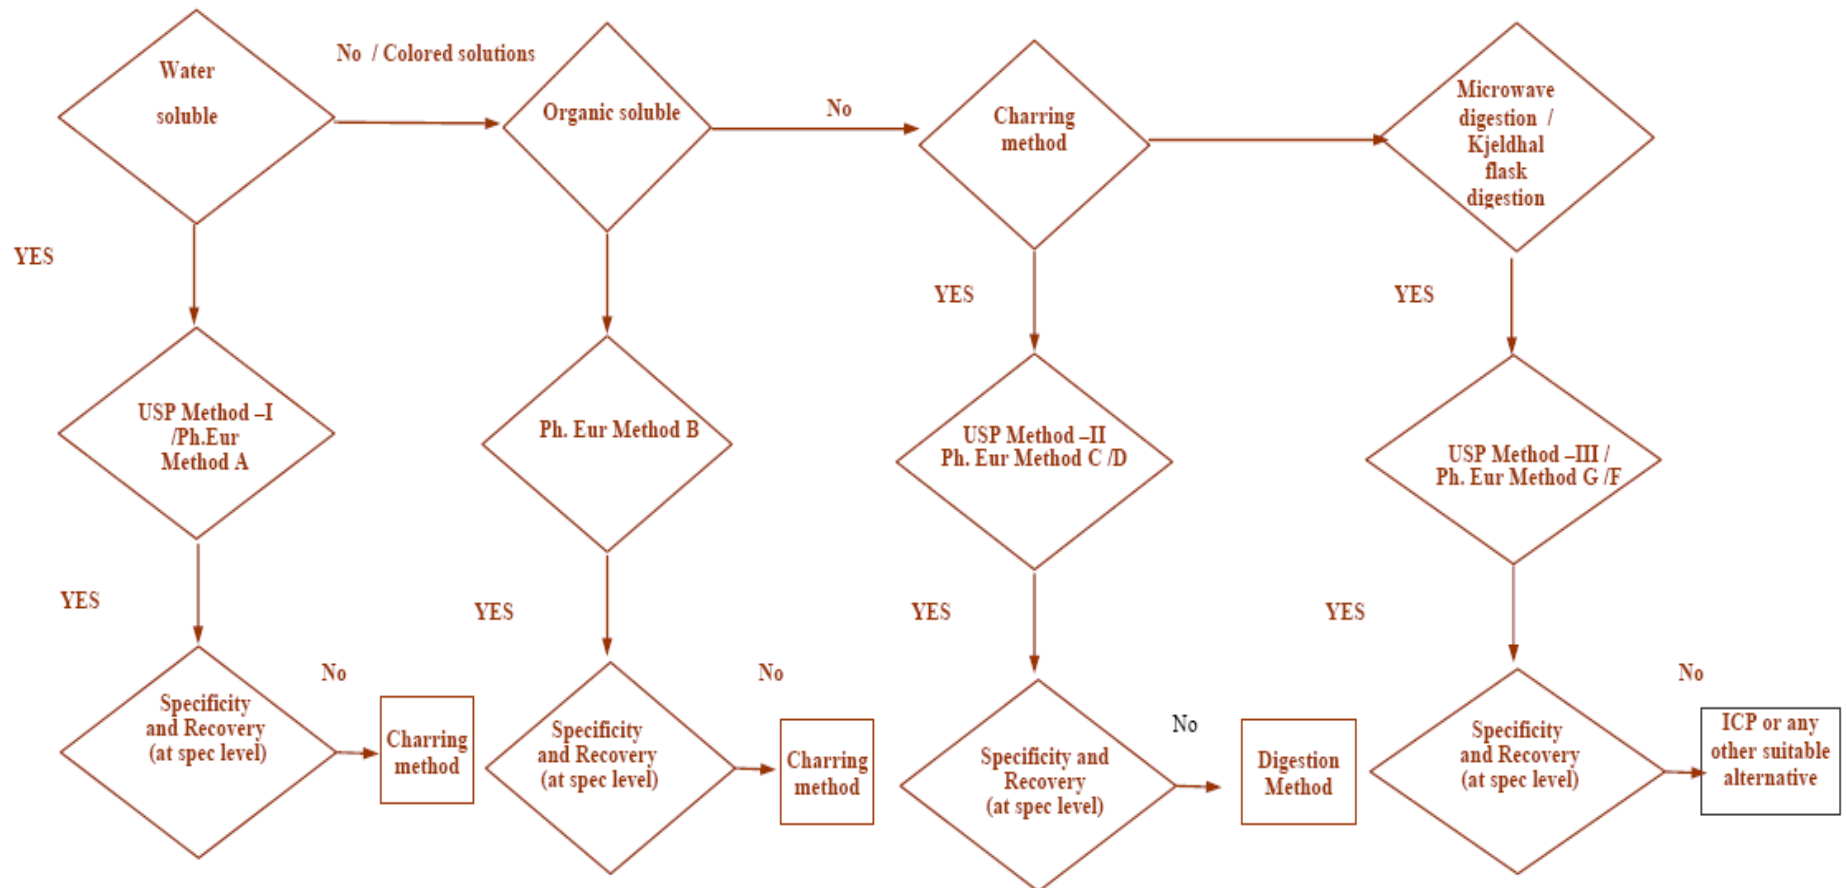 Water
soluble
No / Colored solutions
Organic soluble
No
Charring
method
Microwave
digestion /
Kjeldhal
flask
digestion
YES
YES
YES
USP Method –I
/Ph.Eur
Method A
Ph. Eur Method B
USP Method –II
Ph. Eur Method C /D
USP Method –III /
Ph. Eur Method G /F
YES
YES
YES
YES
Specificity
and Recovery
(at spec level)
No
Charring
method
Specificity
and Recovery
(at spec level)
No
Charring
method
Specificity and
Recovery
(at spec level)
No
Digestion
Method
Specificity
and Recovery
(at spec level)
No
ICP or any
other suitable
alternative